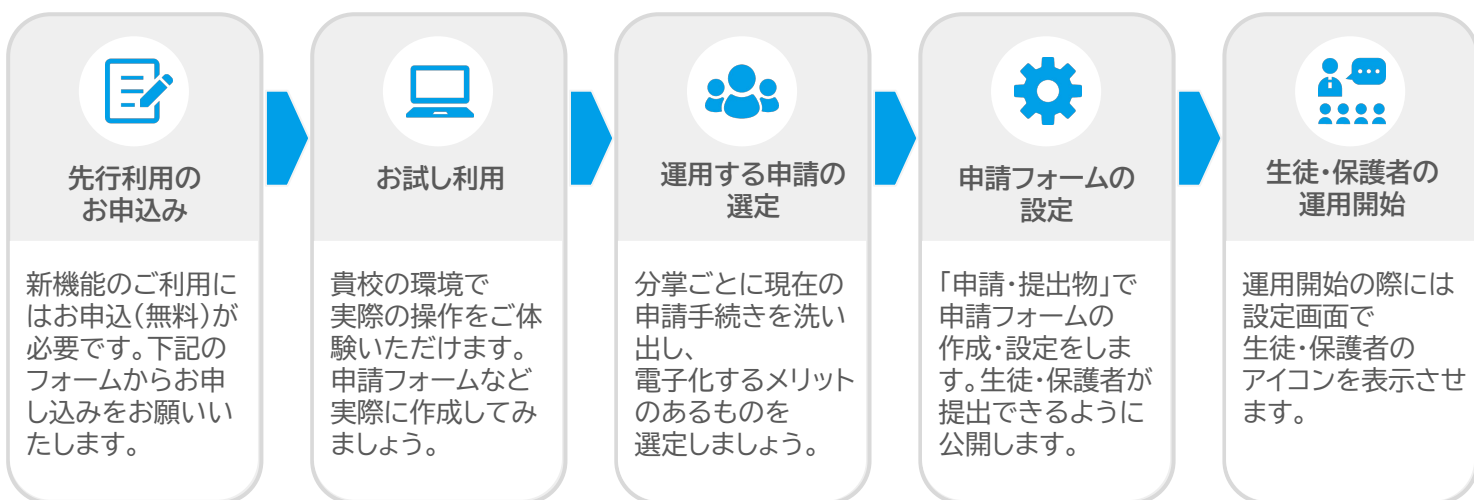 先行利用の
お申込み
新機能のご利用に
はお申込(無料)が
必要です。下記の
フォームからお申
し込みをお願いい
たします。
お試し利用
貴校の環境で
実際の操作をご体
験いただけます。
申請フォームなど
実際に作成してみ
ましょう。
運用する申請の
選定
分掌ごとに現在の
申請手続きを洗い
出し、
電子化するメリット
のあるものを
選定しましょう。
申請フォームの
設定
「申請・提出物」で
申請フォームの
作成・設定をしま
す。生徒・保護者が
提出できるように
公開します。
生徒・保護者の
運用開始
運用開始の際には
設定画面で
生徒・保護者の
アイコンを表示させ
ます。